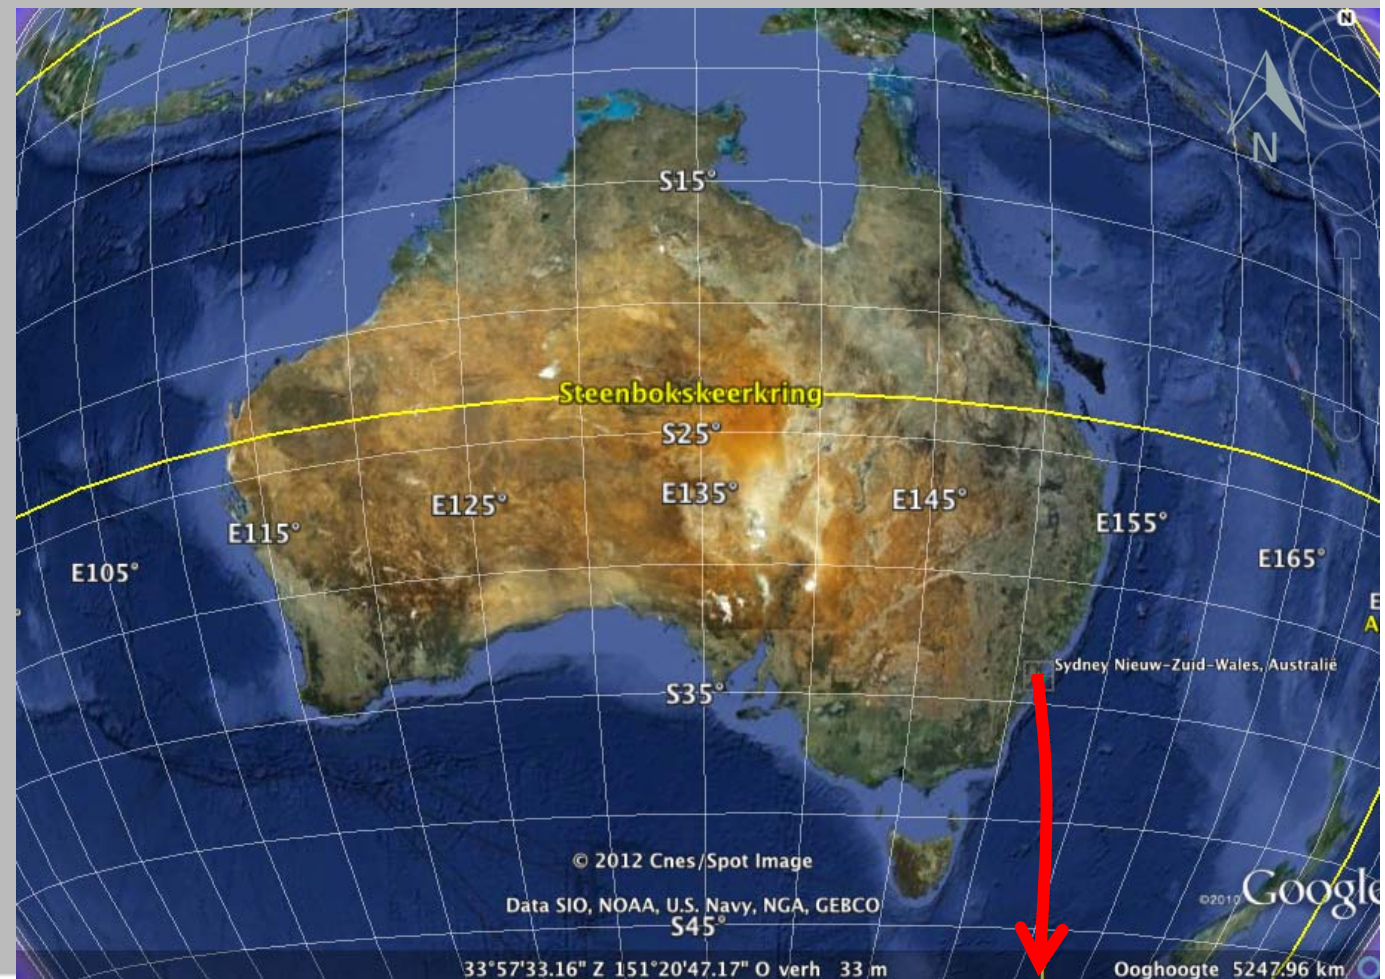 N
N
S15°
Steenbokskeerkring
S25°
E135°
E125°
E145°
E115°
E155°
E165°
E105°
E
A
Sydney Nieuw-Zuid-Wales, Australië
S35°
© 2012 Cnes/Spot Image
©2010 Google
Data SIO, NOAA, U.S. Navy, NGA, GEBCO
S45°
33°57'33.16" Z 151°20'47.17" O verh 33 m
Ooghoogte 5247.96 km